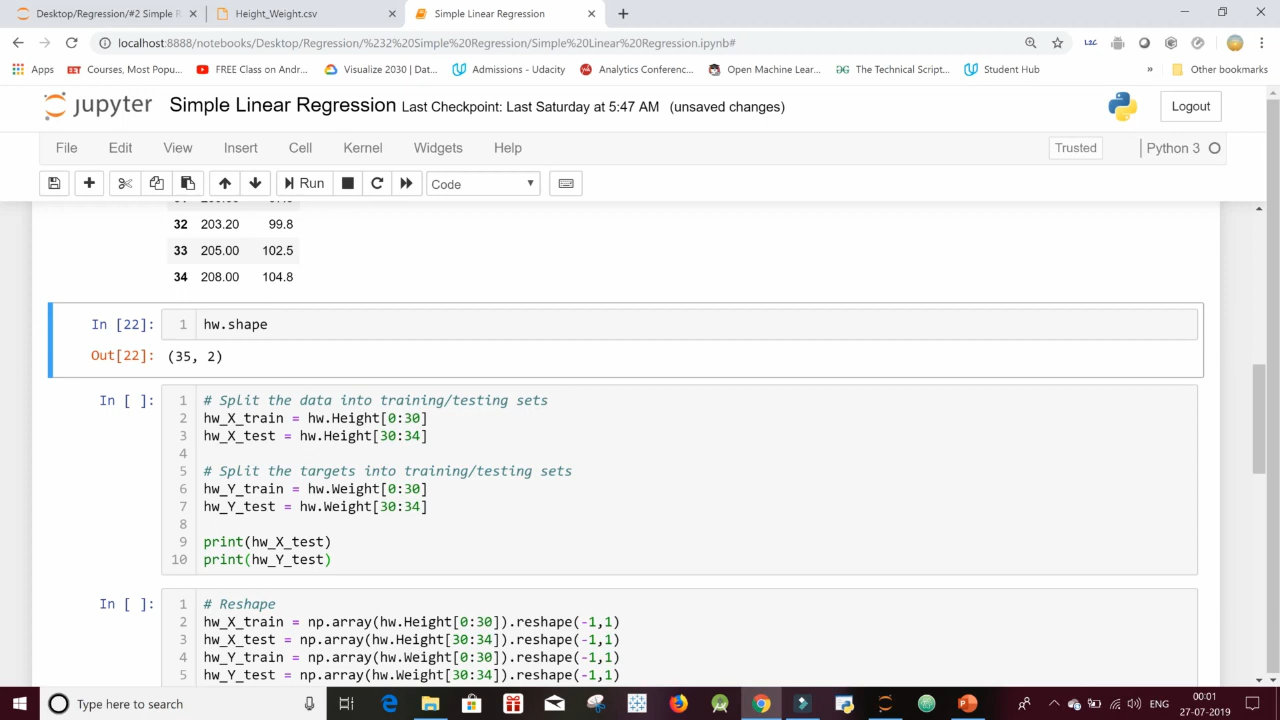 Desktop/Regression/#2 Simple R
Height_Weight.csv
Simple Linear Regression
localhost:8888/notebooks/Desktop/Regression/%232%20Simple%20Regression/Simple%20Linear%20Regression.ipynb#
Apps
Courses, Most Popu...
FREE Class on Andr...
Visualize 2030 | Dat...
Admissions - Udacity
Analytics Conferenc...
Open Machine Lear...
The Technical Script...
Student Hub
»
Other bookmarks
jupyter Simple Linear Regression Last Checkpoint: Last Saturday at 5:47 AM (unsaved changes)
Logout
File Edit View Insert Cell Kernel Widgets Help
Trusted
Python 3
Run
Code
32 203.20 99.8
33 205.00 102.5
34 208.00 104.8
In [22]: 1 hw.shape
Out[22]: (35, 2)
In [ ]: 1 # Split the data into training/testing sets
2 hw_X_train = hw.Height[0:30]
3 hw_X_test = hw.Height[30:34]
4
5 # Split the targets into training/testing sets
6 hw_Y_train = hw.Weight[0:30]
7 hw_Y_test = hw.Weight[30:34]
8
9 print(hw_X_test)
10 print(hw_Y_test)
In [ ]: 1 # Reshape
2 hw_X_train = np.array(hw.Height[0:30]).reshape(-1,1)
3 hw_X_test = np.array(hw.Height[30:34]).reshape(-1,1)
4 hw_Y_train = np.array(hw.Weight[0:30]).reshape(-1,1)
5 hw_Y_test = np.array(hw.Weight[30:34]).reshape(-1,1)
Type here to search
ENG
00:01
27-07-2019